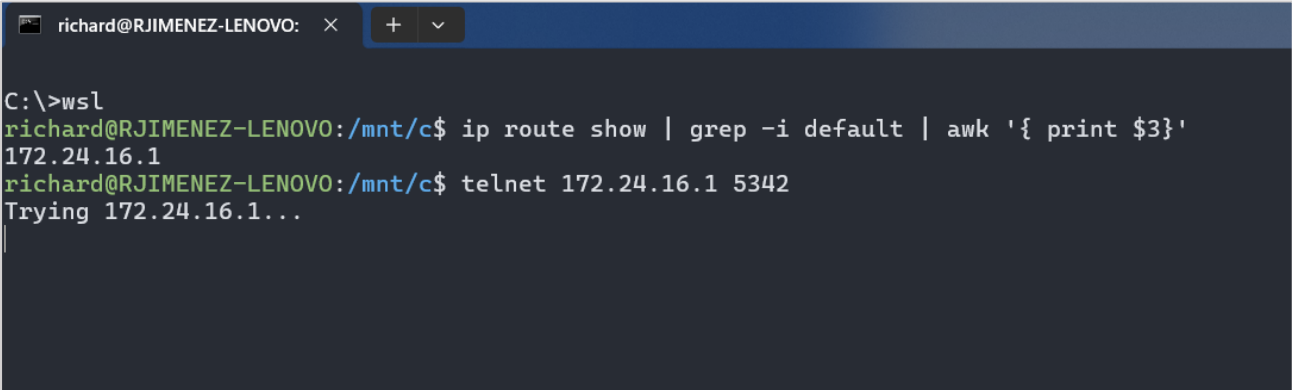 richard@RJIMENEZ-LENOVO:
C:\>wsl
richard@RJIMENEZ-LENOVO:/mnt/c$ ip route show | grep -i default | awk '{ print $3}'
172.24.16.1
richard@RJIMENEZ-LENOVO:/mnt/c$ telnet 172.24.16.1 5342
Trying 172.24.16.1...